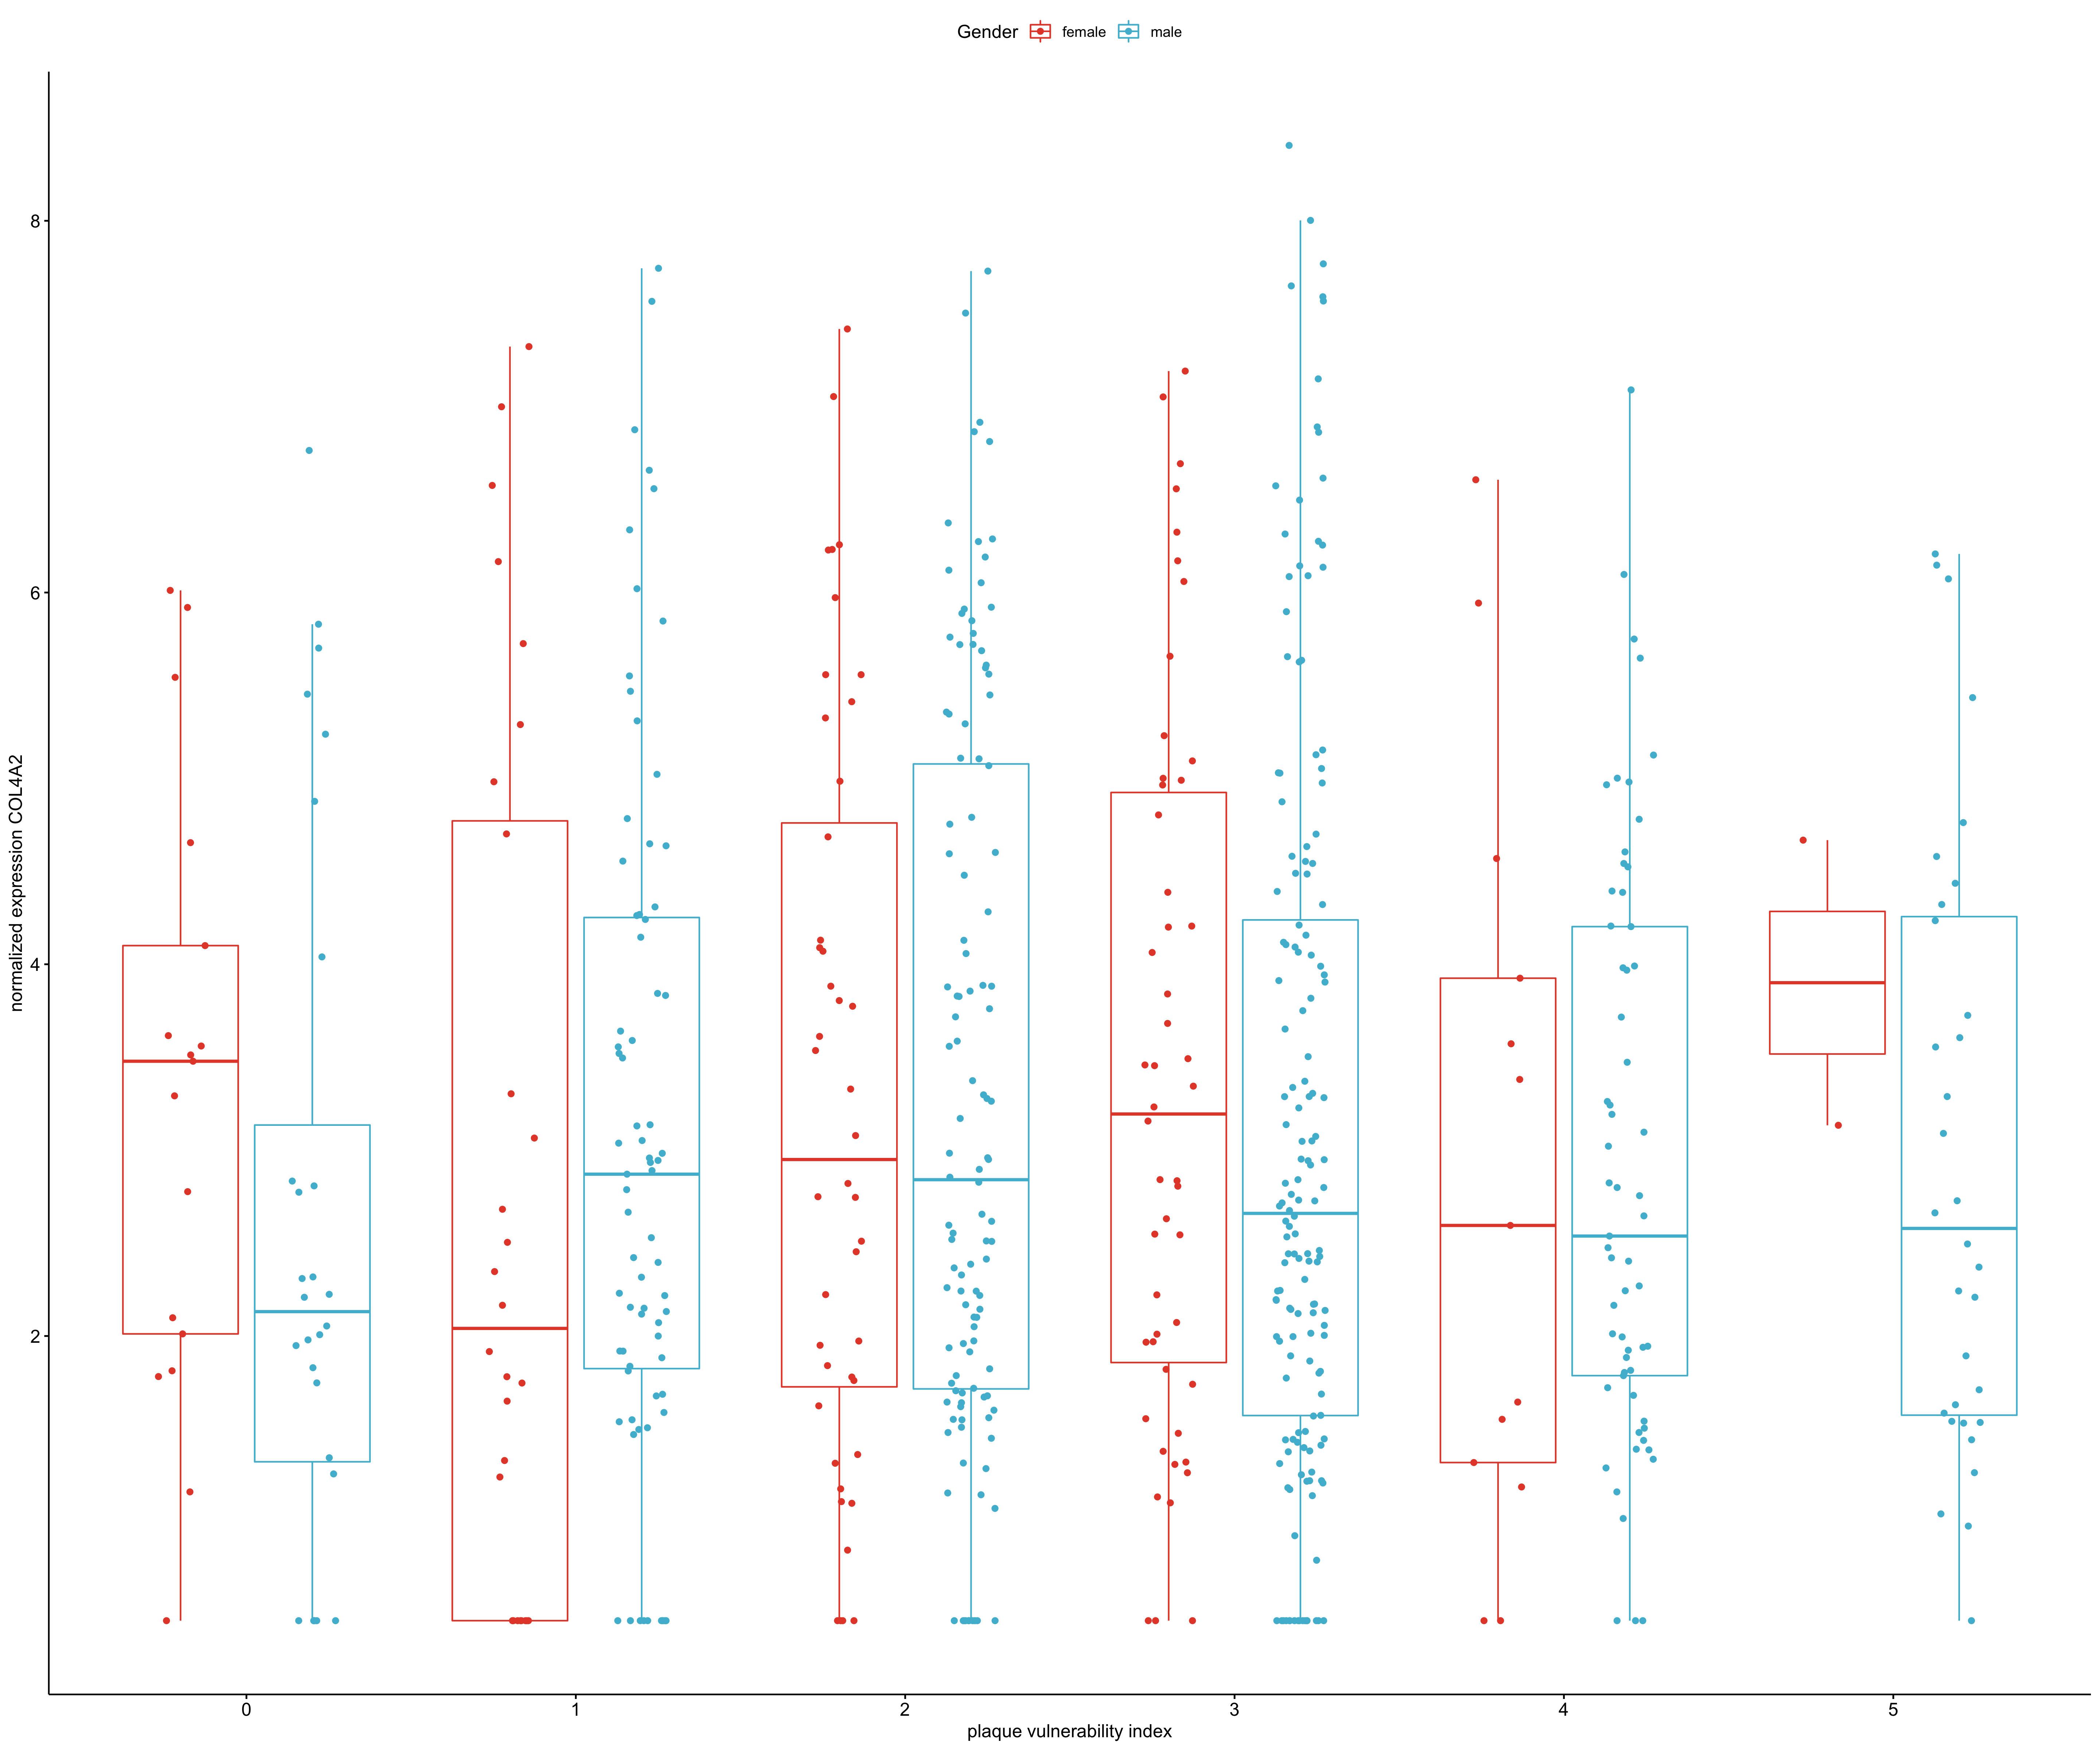 Gender female male
normalized expression COL4A2
8
6
4
2
0 1 2 3 4 5
plaque vulnerability index